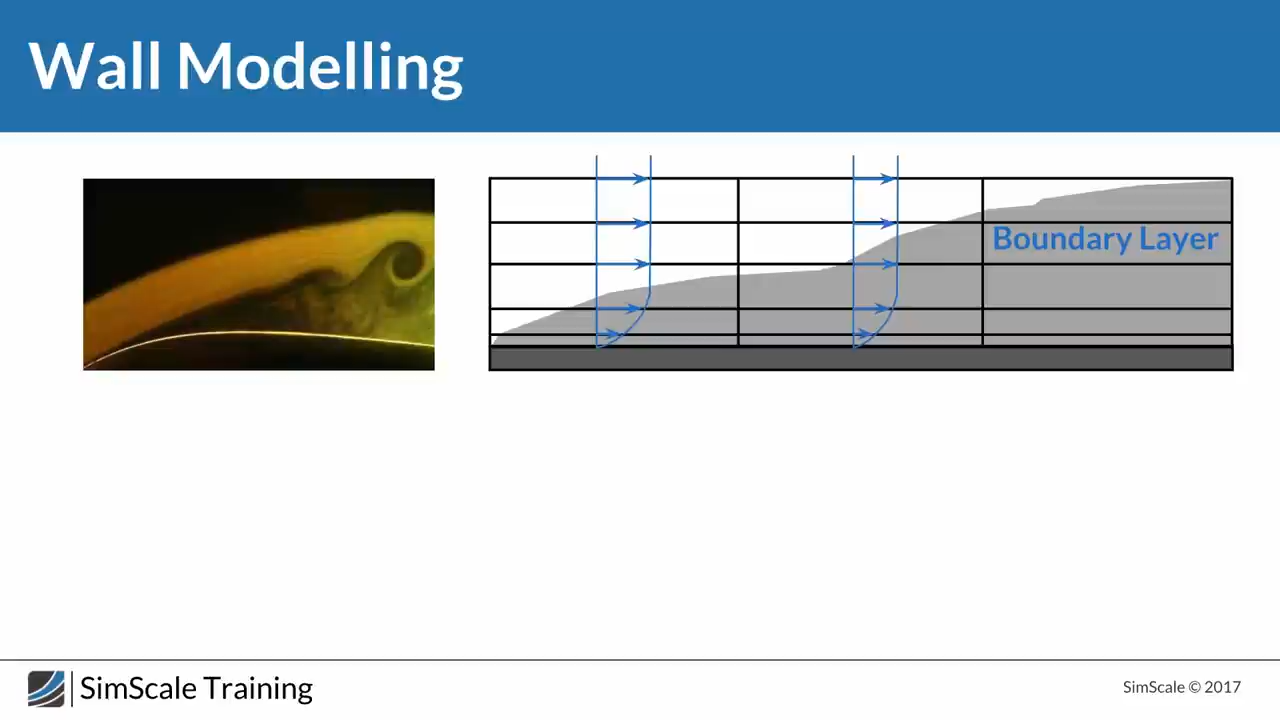 Wall Modelling
Boundary Layer
SimScale Training
SimScale © 2017